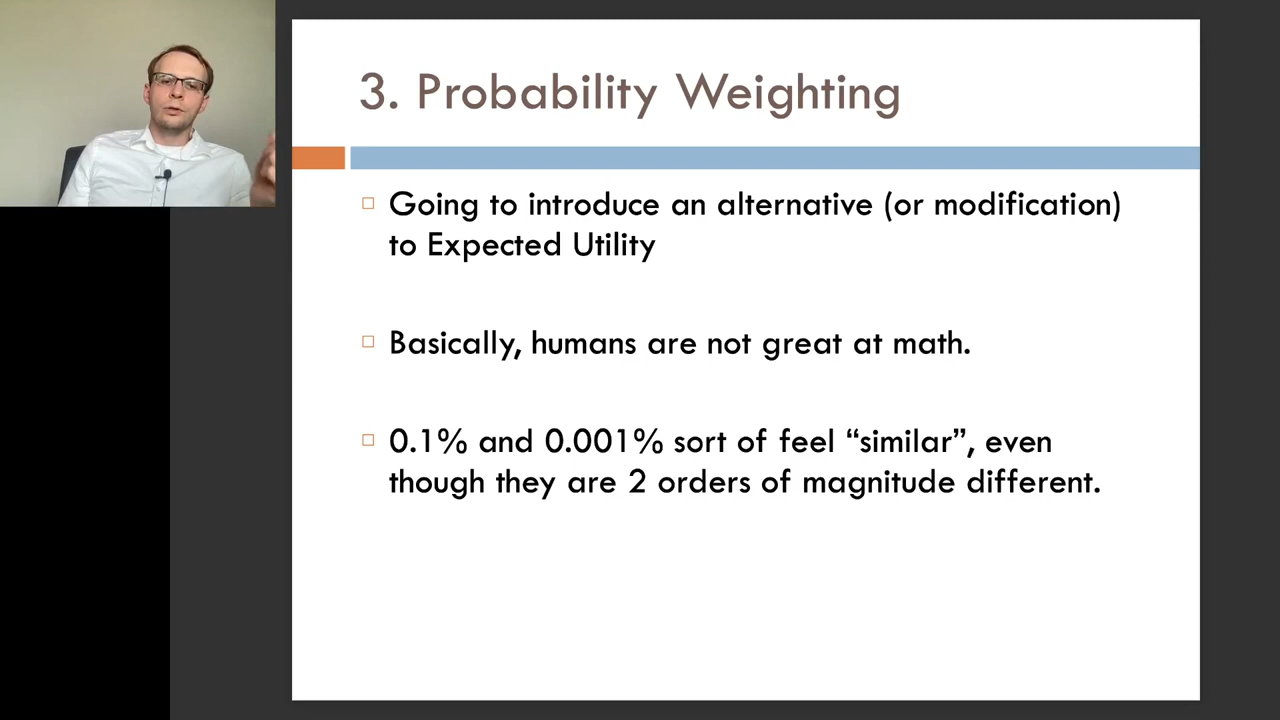 3. Probability Weighting
Going to introduce an alternative (or modification)
to Expected Utility
Basically, humans are not great at math.
0.1% and 0.001% sort of feel “similar”, even
though they are 2 orders of magnitude different.